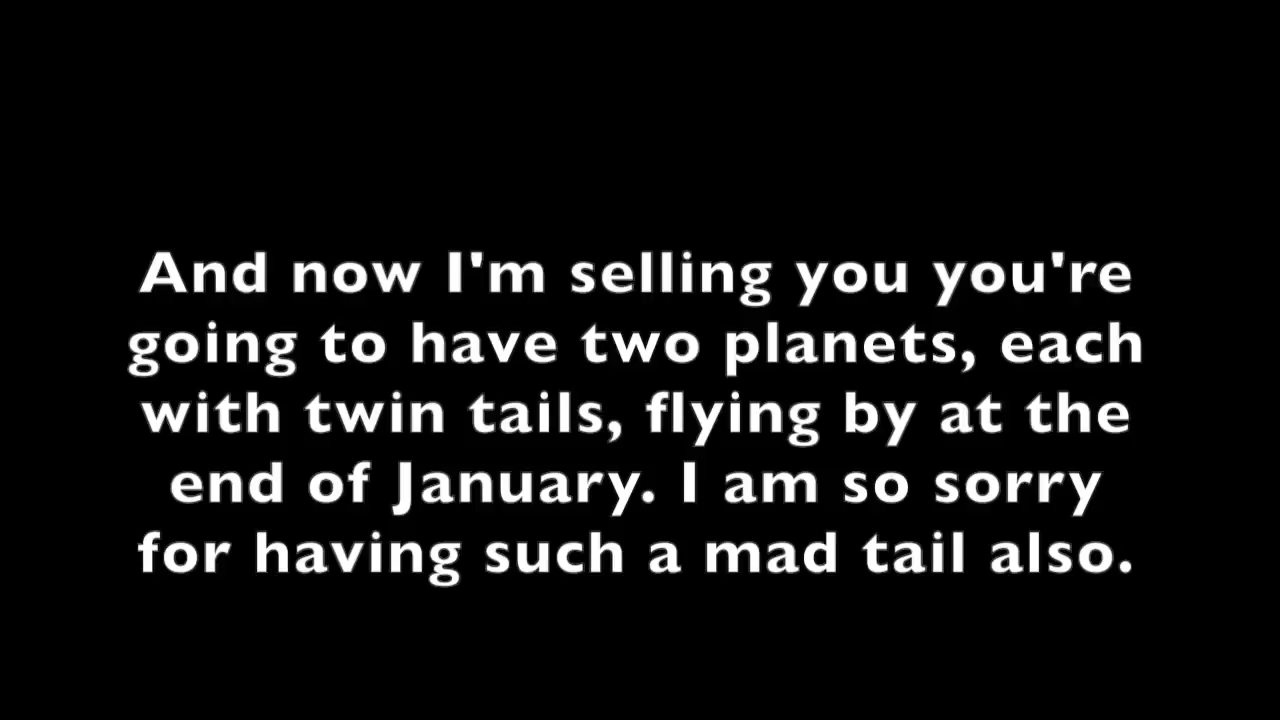 And now I'm selling you you're
going to have two planets, each
with twin tails, flying by at the
end of January. I am so sorry
for having such a mad tail also.